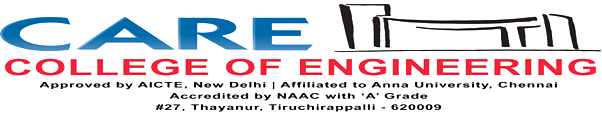 CARE
COLLEGE OF ENGINEERING
Approved by AICTE, New Delhi | Affiliated to Anna University, Chennai
Accredited by NAAC with ‘A’ Grade
#27, Thayanur, Tiruchirappalli - 620009